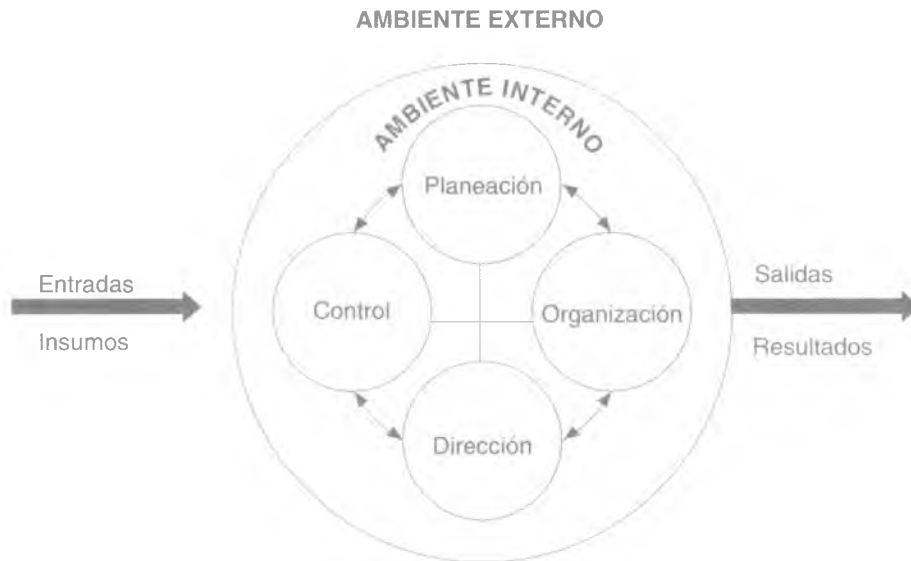 AMBIENTE EXTERNO
AMBIENTE INTERNO
Planeación
Entradas
Insumos
Control
Organización
Salidas
Resultados
Dirección